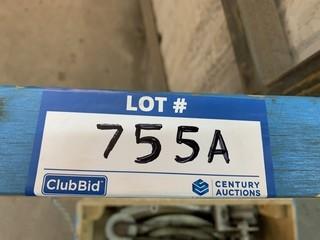 LOT #
755A
ClubBid
CENTURY
AUCTIONS